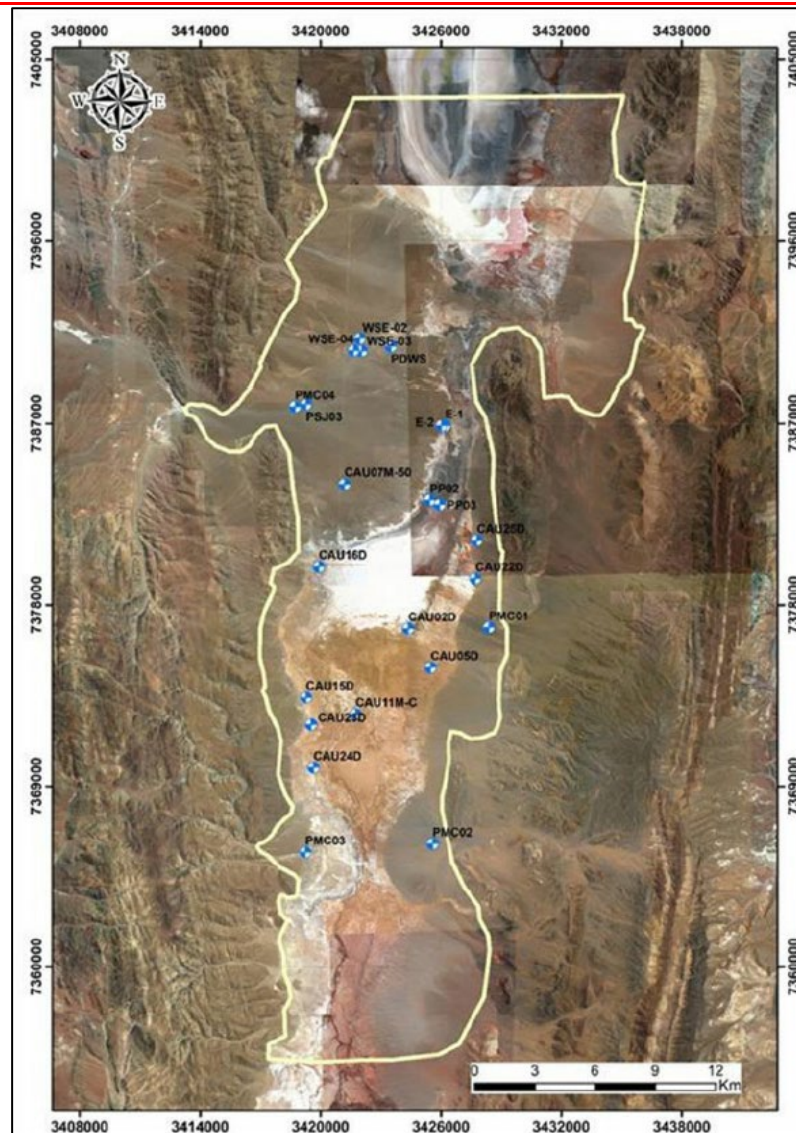 3408000 3414000 3420000 3426000 3432000 3438000
7405000 7405000
N
W E
S
7396000 7396000
WSE-02
WSE-04 WSE-03
PDWS
PMC04
7387000 7387000
PSJ03
E-2 E-1
CAU07M-50
PP02
PP03
CAU16D
7378000 7378000
CAU22D
CAU02D PMC01
CAU05D
CAU15D
CAU11M-C
CAU24D
7369000 7369000
PMC03 PMC02
7360000 7360000
0 3 6 9 12
Km
3408000 3414000 3420000 3426000 3432000 3438000